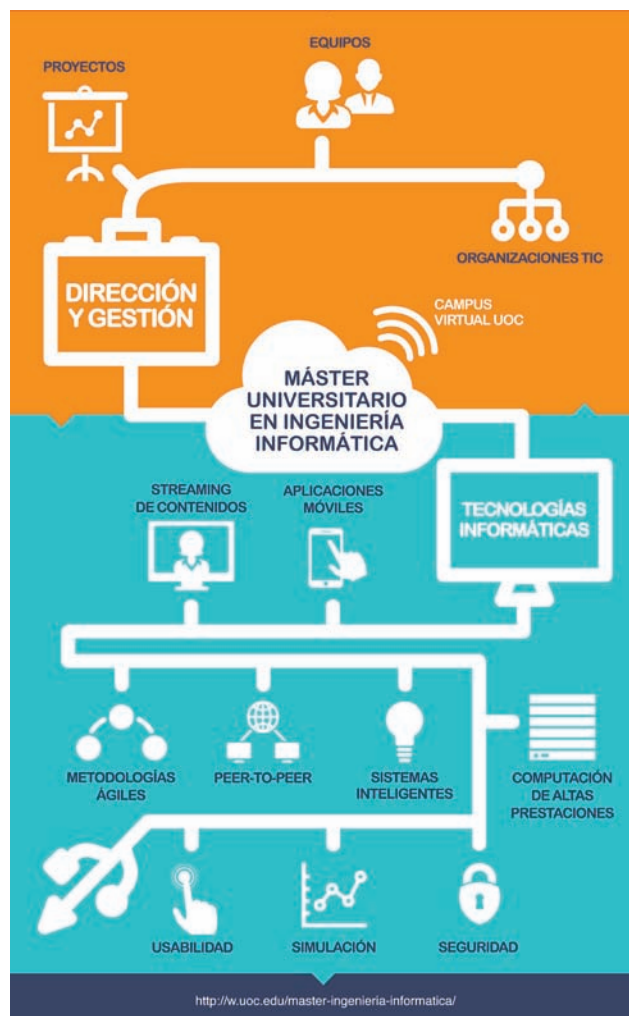 EQUIPOS
PROYECTOS
ORGANIZACIONES TIC
DIRECCIÓN
Y GESTIÓN
CAMPUS
VIRTUAL UOC
MÁSTER
UNIVERSITARIO
EN INGENIERÍA
INFORMÁTICA
STREAMING
DE CONTENIDOS
APLICACIONES
MÓVILES
TECNOLOGÍAS
INFORMÁTICAS
METODOLOGÍAS
ÁGILES
PEER-TO-PEER
SISTEMAS
INTELIGENTES
COMPUTACIÓN
DE ALTAS
PRESTACIONES
USABILIDAD
SIMULACIÓN
SEGURIDAD
http://w.uoc.edu/master-ingenieria-informatica/